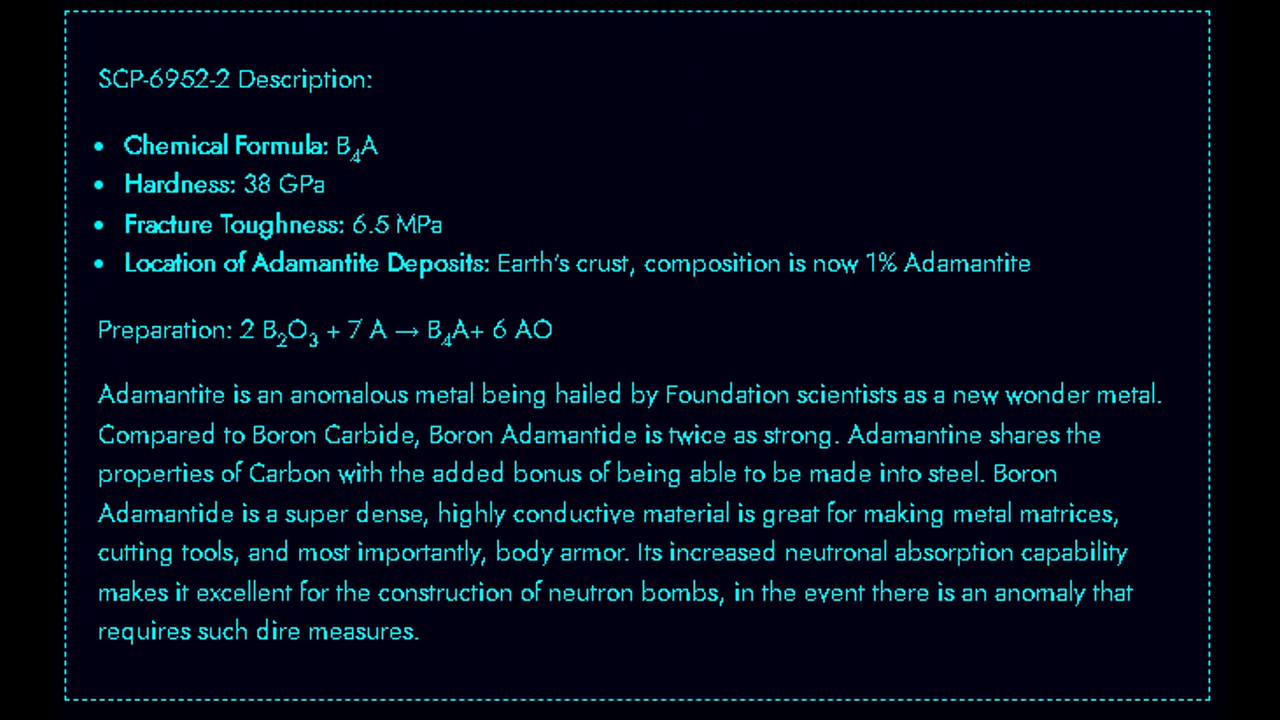 SCP-6952-2 Description:
• Chemical Formula: B₄A
• Hardness: 38 GPa
• Fracture Toughness: 6.5 MPa
• Location of Adamantite Deposits: Earth's crust, composition is now 1% Adamantite
Preparation: 2 B₂O₃ + 7 A → B₄A+ 6 AO
Adamantite is an anomalous metal being hailed by Foundation scientists as a new wonder metal.
Compared to Boron Carbide, Boron Adamantide is twice as strong. Adamantine shares the
properties of Carbon with the added bonus of being able to be made into steel. Boron
Adamantide is a super dense, highly conductive material is great for making metal matrices,
cutting tools, and most importantly, body armor. Its increased neutronal absorption capability
makes it excellent for the construction of neutron bombs, in the event there is an anomaly that
requires such dire measures.